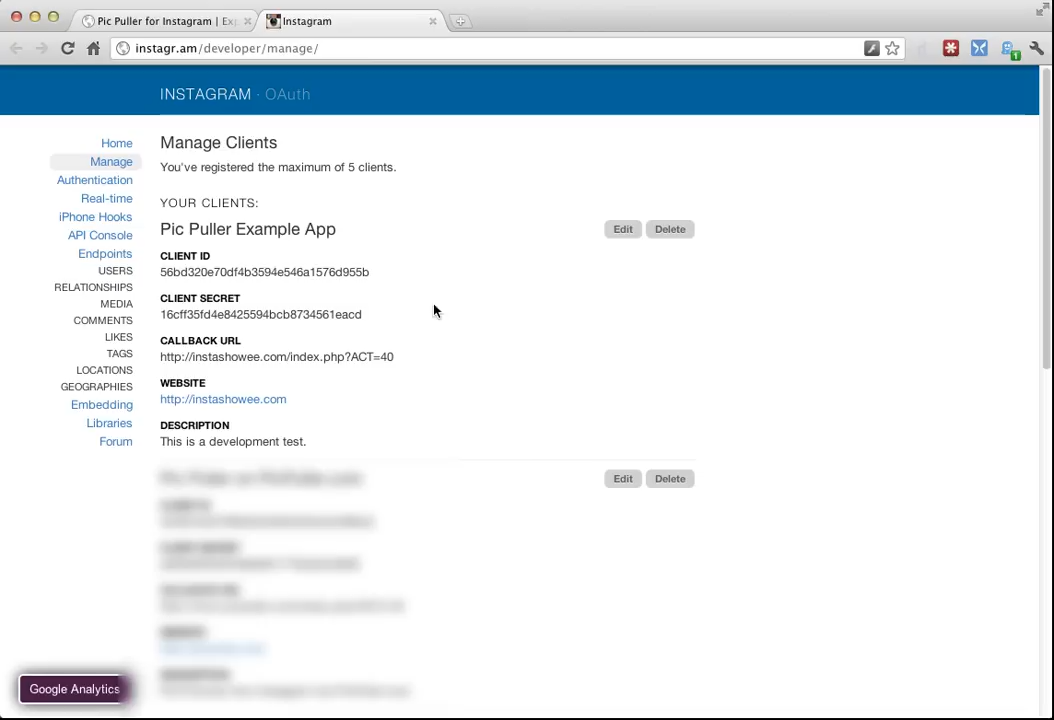 Pic Puller for Instagram | Exp
Instagram
instagr.am/developer/manage/
1
INSTAGRAM · OAuth
Home
Manage
Authentication
Real-time
iPhone Hooks
API Console
Endpoints
USERS
RELATIONSHIPS
MEDIA
COMMENTS
LIKES
TAGS
LOCATIONS
GEOGRAPHIES
Embedding
Libraries
Forum
Manage Clients
You've registered the maximum of 5 clients.
YOUR CLIENTS:
Pic Puller Example App
Edit
Delete
CLIENT ID
56bd320e70df4b3594e546a1576d955b
CLIENT SECRET
16cff35fd4e8425594bcb8734561eacd
CALLBACK URL
http://instashowee.com/index.php?ACT=40
WEBSITE
http://instashowee.com
DESCRIPTION
This is a development test.
Edit
Delete
Google Analytics